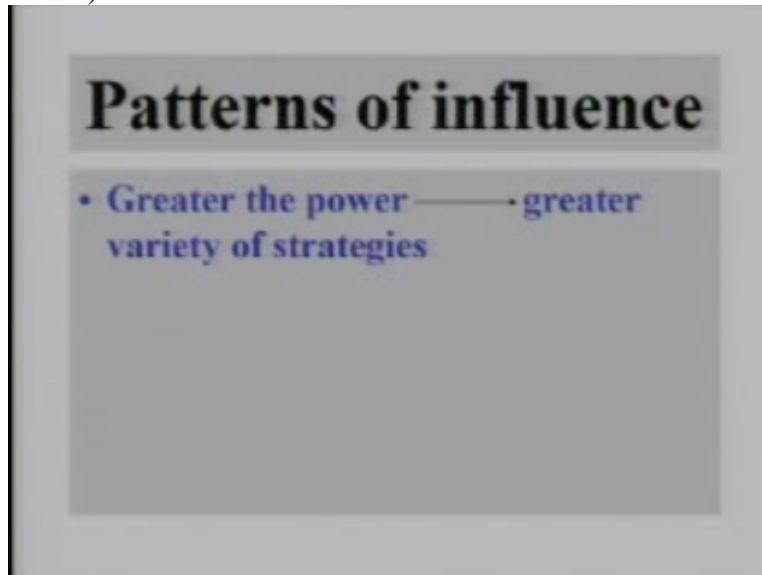 Patterns of influence
• Greater the power → greater
variety of strategies